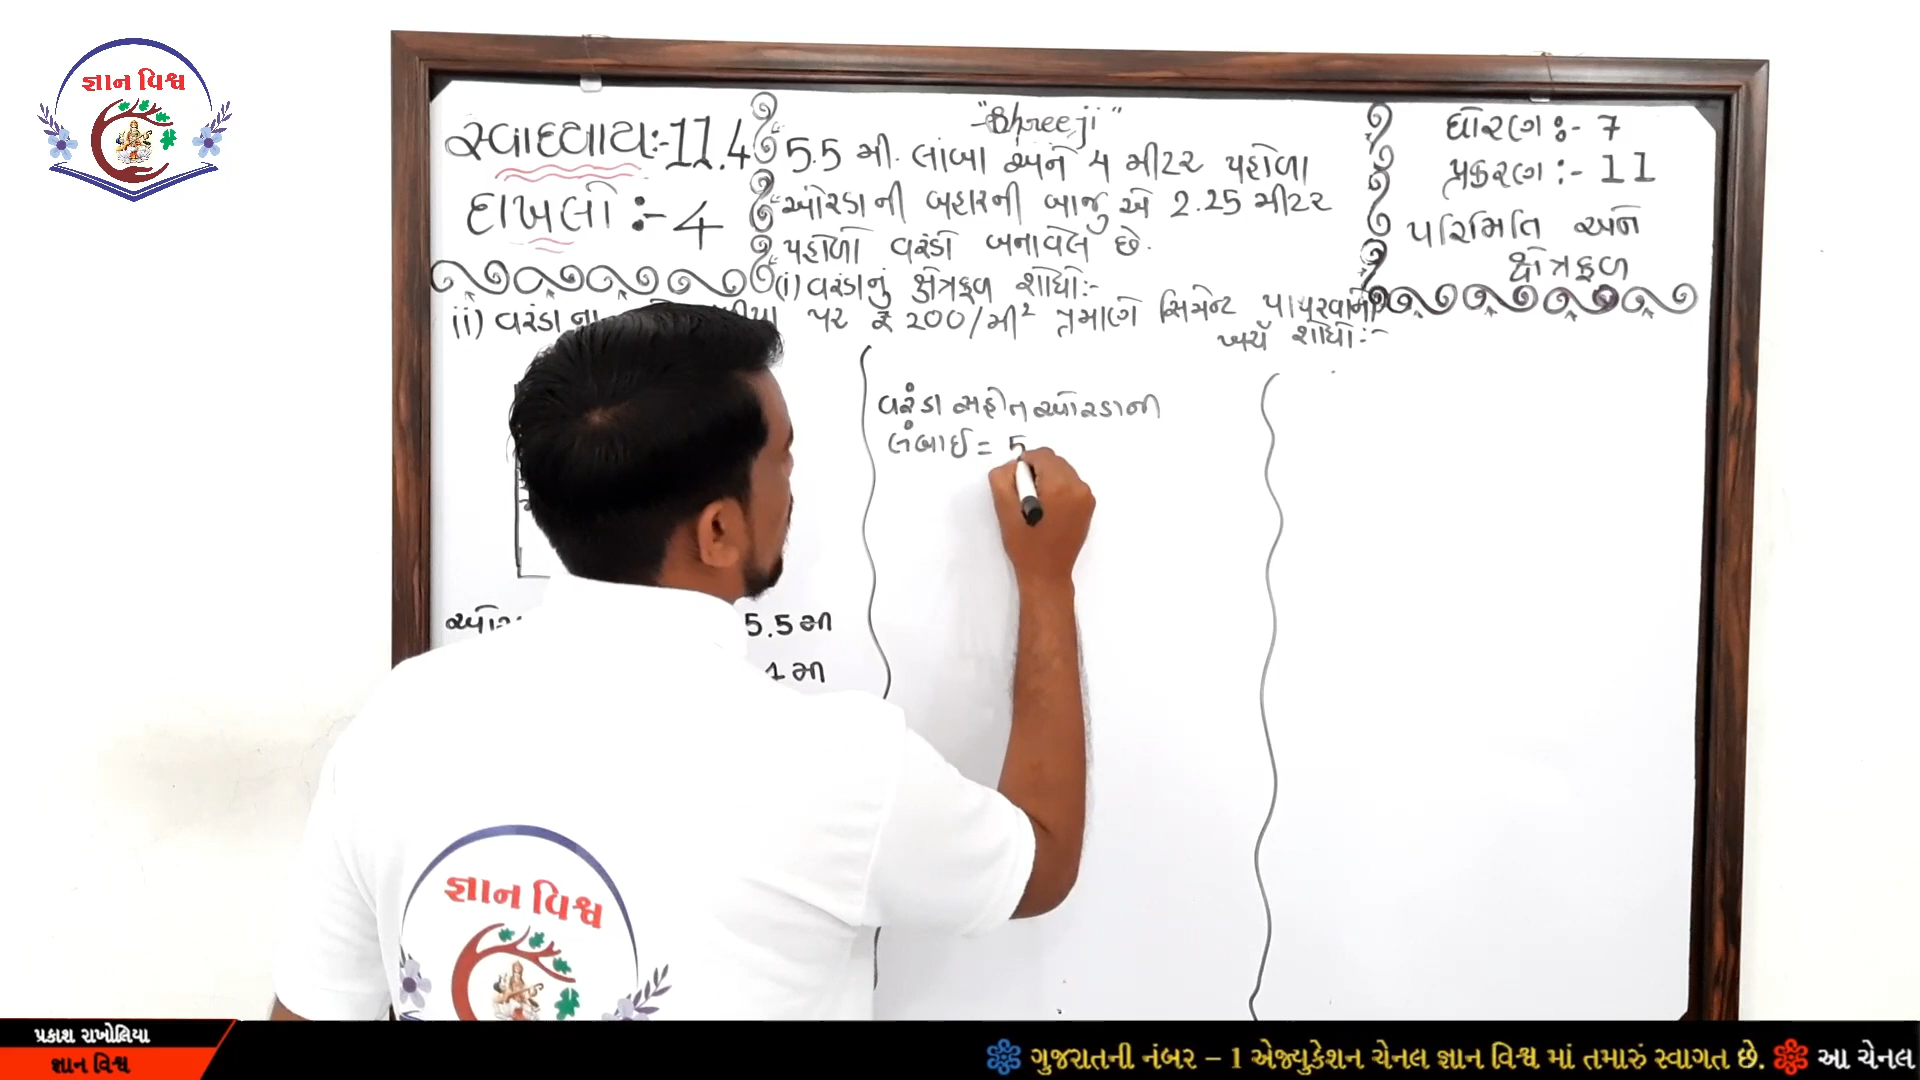 જ્ઞાન વિશ્વ
સ્વાધ્યાયઃ-11.4
દાખલો :- 4
"Bhreeji"
5.5 મી. લાંબા અને 4 મીટર પહોળા
ઓરડાની બહારની બાજુ એ 2.25 મીટર
પહોળો વરંડો બનાવેલ છે.
(i) વરંડાનું ક્ષેત્રફળ શોધો:-
ii) વરંડાના પર ₹ 200/મી² પ્રમાણે સિમેન્ટ પાથરવાનો
ખર્ચ શોધો:-
ધોરણ :- 7
પ્રકરણ :- 11
પરિમિતિ અને
ક્ષેત્રફળ
વરંડા સહીત ઓરડાની
લંબાઈ = 5
5.5 મી
મી
જ્ઞાન વિશ્વ
પ્રકાશ રાખોલિયા
જ્ઞાન વિશ્વ
ગુજરાતની નંબર – 1 એજ્યુકેશન ચેનલ જ્ઞાન વિશ્વ માં તમારું સ્વાગત છે. આ ચેનલ